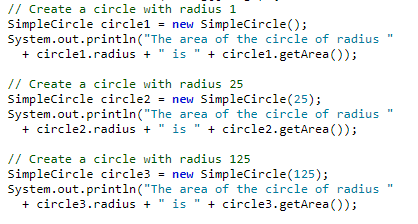 // Create a circle with radius 1
SimpleCircle circle1 = new SimpleCircle();
System.out.println("The area of the circle of radius "
+ circle1.radius + " is " + circle1.getArea());
// Create a circle with radius 25
SimpleCircle circle2 = new SimpleCircle(25);
System.out.println("The area of the circle of radius "
+ circle2.radius + " is " + circle2.getArea());
// Create a circle with radius 125
SimpleCircle circle3 = new SimpleCircle(125);
System.out.println("The area of the circle of radius "
+ circle3.radius + " is " + circle3.getArea());